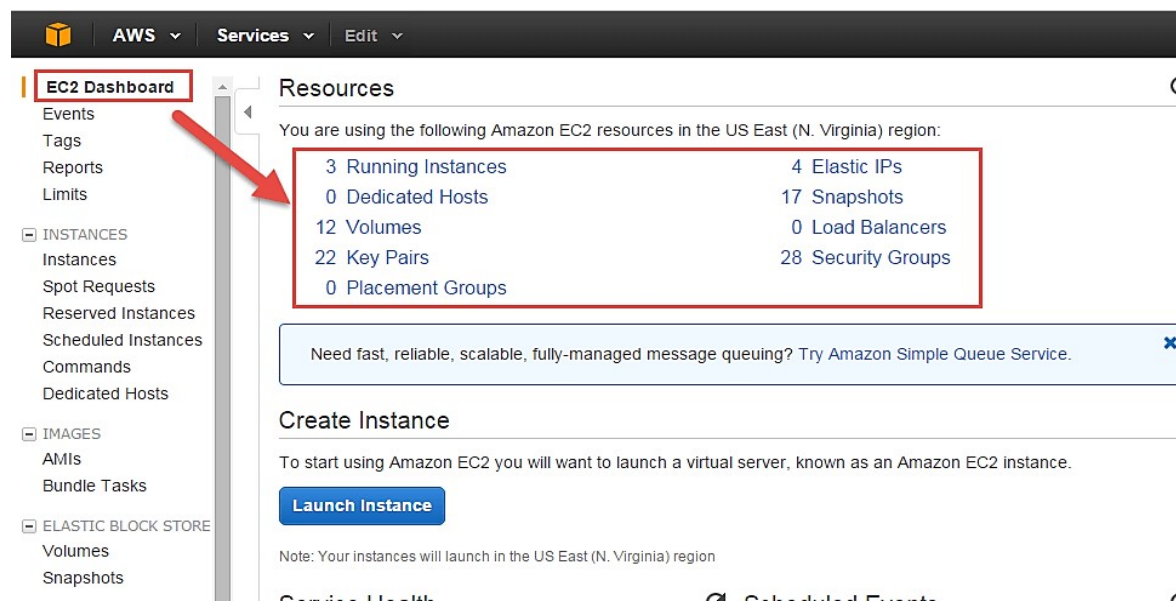 AWS Services Edit
EC2 Dashboard
Events
Tags
Reports
Limits
INSTANCES
Instances
Spot Requests
Reserved Instances
Scheduled Instances
Commands
Dedicated Hosts
IMAGES
AMIs
Bundle Tasks
ELASTIC BLOCK STORE
Volumes
Snapshots
Resources
You are using the following Amazon EC2 resources in the US East (N. Virginia) region:
3 Running Instances
0 Dedicated Hosts
12 Volumes
22 Key Pairs
0 Placement Groups
4 Elastic IPs
17 Snapshots
0 Load Balancers
28 Security Groups
Need fast, reliable, scalable, fully-managed message queuing? Try Amazon Simple Queue Service.
Create Instance
To start using Amazon EC2 you will want to launch a virtual server, known as an Amazon EC2 instance.
Launch Instance
Note: Your instances will launch in the US East (N. Virginia) region
Service Health
Scheduled Events